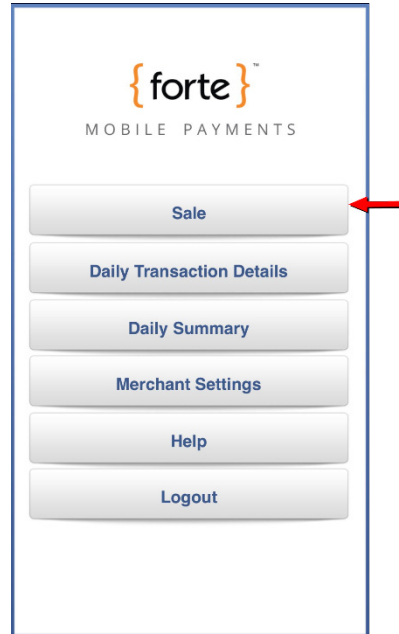 {forte}™
MOBILE PAYMENTS
Sale
Daily Transaction Details
Daily Summary
Merchant Settings
Help
Logout